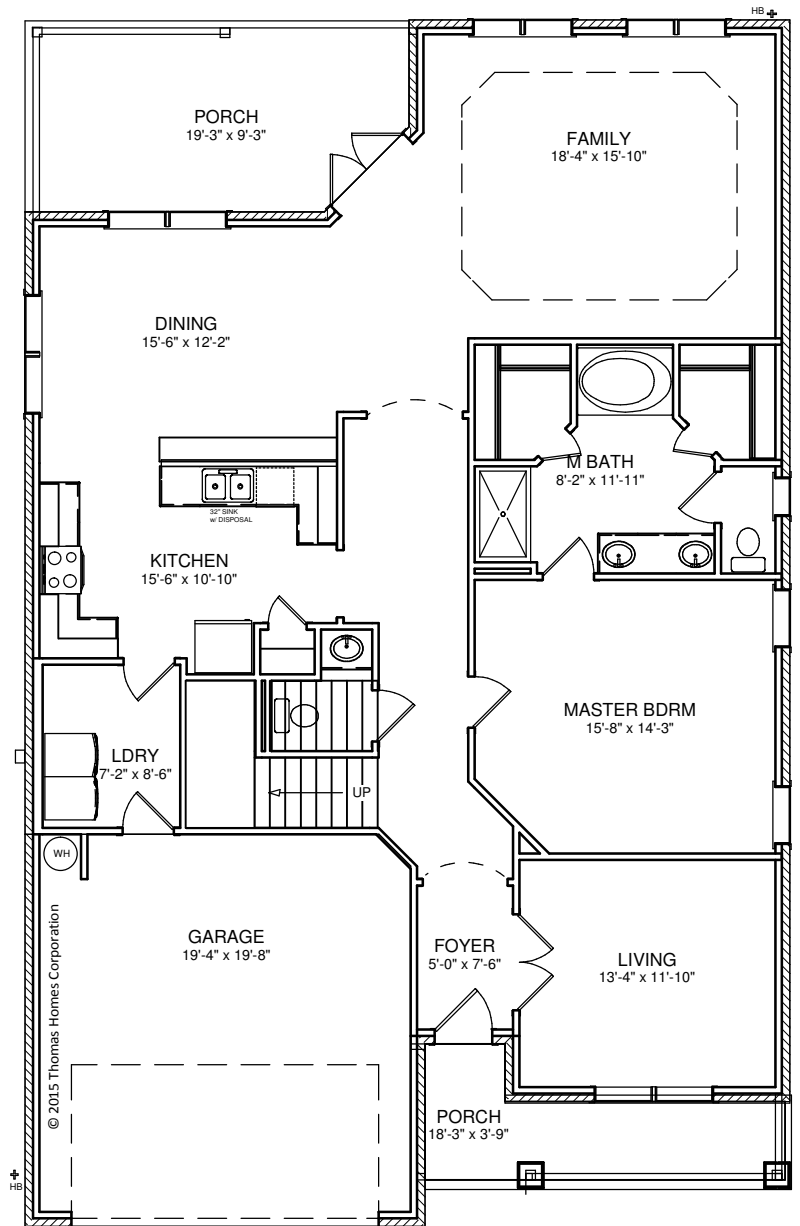 HB
PORCH
19'-3" x 9'-3"
FAMILY
18'-4" x 15'-10"
DINING
15'-6" x 12'-2"
M BATH
8'-2" x 11'-11"
32" SINK
w/ DISPOSAL
KITCHEN
15'-6" x 10'-10"
MASTER BDRM
15'-8" x 14'-3"
LDRY
7'-2" x 8'-6"
UP
WH
GARAGE
19'-4" x 19'-8"
FOYER
5'-0" x 7'-6"
LIVING
13'-4" x 11'-10"
© 2015 Thomas Homes Corporation
PORCH
18'-3" x 3'-9"
HB